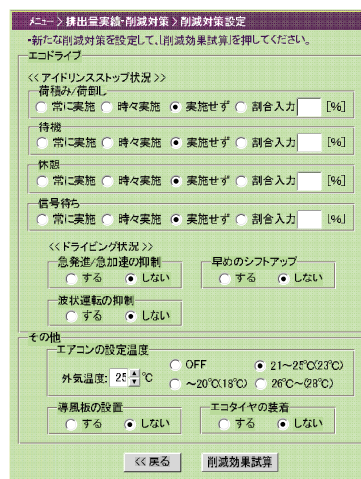 メニュー > 排出量実績・削減対策 > 削減対策設定
・新たな削減対策を設定して、「削減効果試算」を押してください。
エコドライブ
<< アイドリンスストップ状況 >>
荷積み/荷卸し
常に実施 時々実施 実施せず 割合入力 [%]
待機
常に実施 時々実施 実施せず 割合入力 [%]
休憩
常に実施 時々実施 実施せず 割合入力 [%]
信号待ち
常に実施 時々実施 実施せず 割合入力 [%]
<< ドライビング状況 >>
急発進/急加速の抑制 早めのシフトアップ
する しない する しない
波状運転の抑制
する しない
その他
エアコンの設定温度
外気温度: 25 ℃ OFF 21～25℃(23℃)
～20℃(18℃) 26℃～(28℃)
導風板の設置 エコタイヤの装着
する しない する しない
<< 戻る 削減効果試算